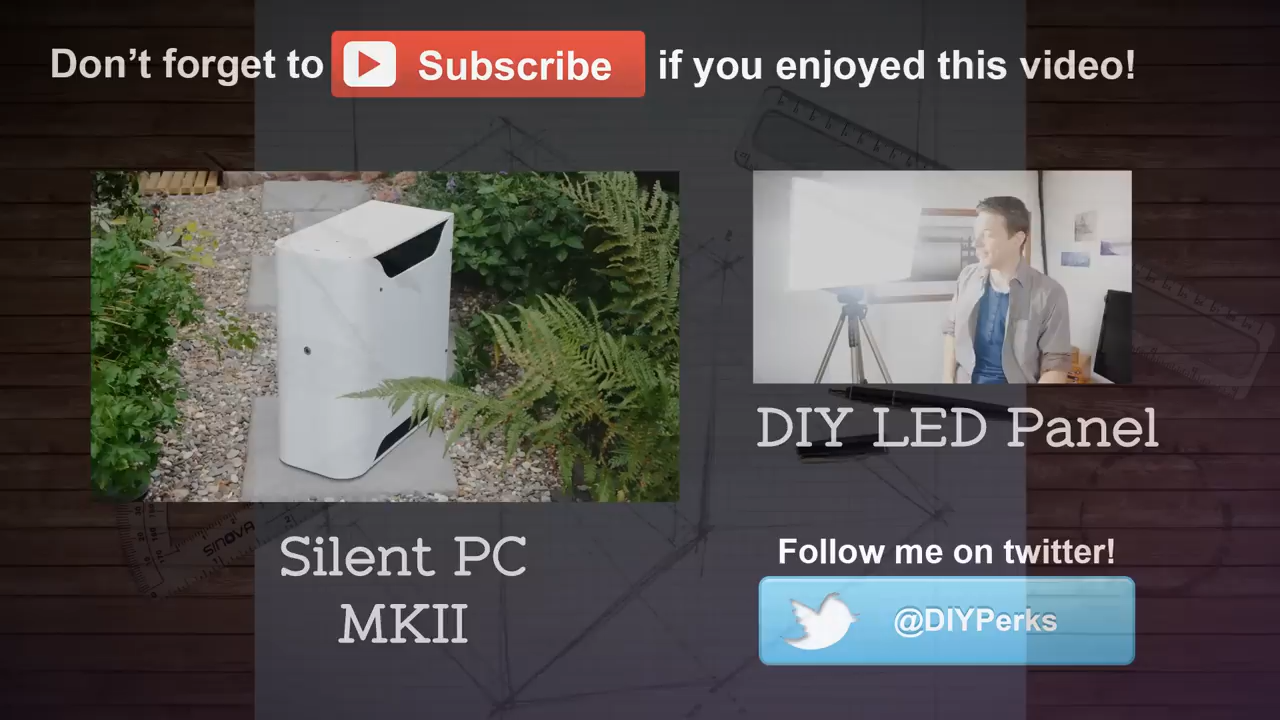 Don't forget to Subscribe if you enjoyed this video!
DIY LED Panel
Silent PC
MKII
Follow me on twitter!
@DIYPerks
SINOVA